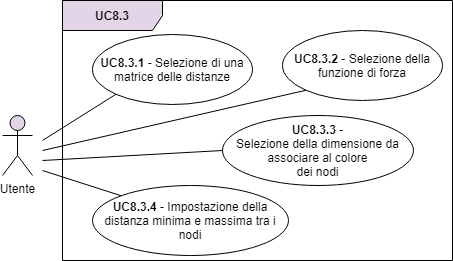 UC8.3
UC8.3.1 - Selezione di una
matrice delle distanze
UC8.3.2 - Selezione della
funzione di forza
UC8.3.3 -
Selezione della dimensione da
associare al colore
dei nodi
Utente
UC8.3.4 - Impostazione della
distanza minima e massima tra i
nodi